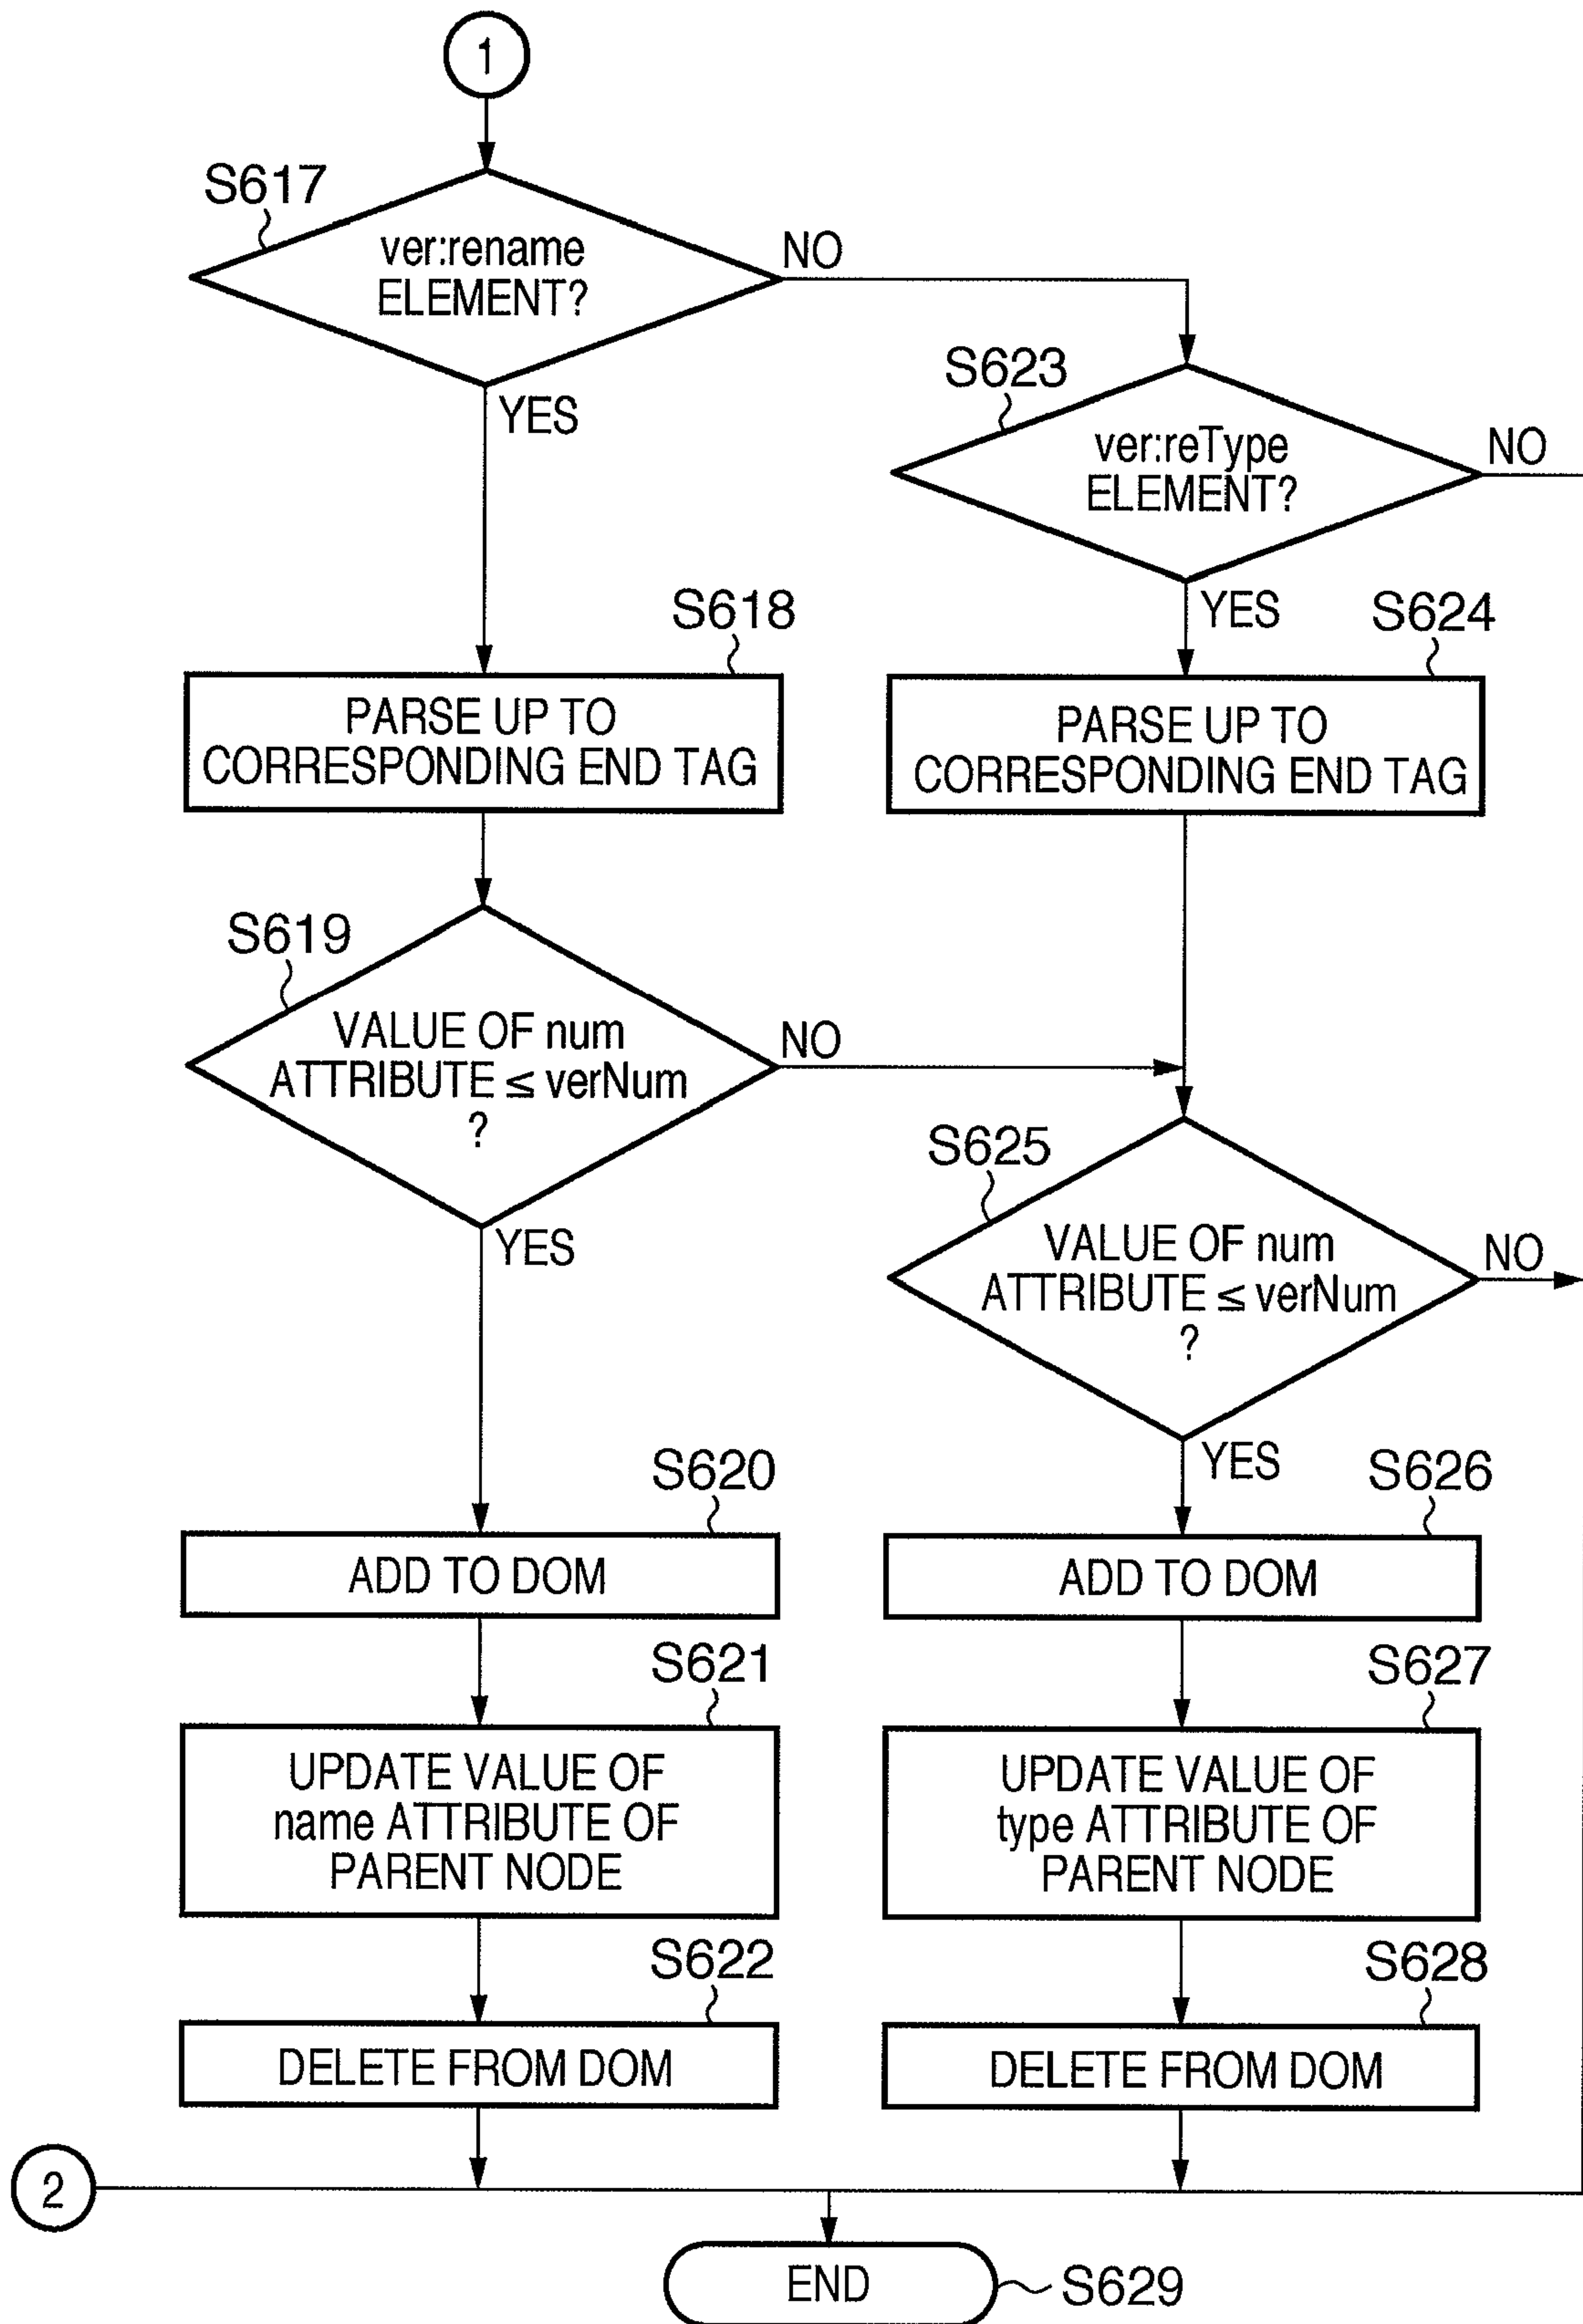 1
S617
ver:rename
ELEMENT?
NO
YES
S623
ver:reType
ELEMENT?
NO
YES
S618
PARSE UP TO
CORRESPONDING END TAG
S624
PARSE UP TO
CORRESPONDING END TAG
S619
VALUE OF num
ATTRIBUTE ≤ verNum
?
NO
YES
S625
VALUE OF num
ATTRIBUTE ≤ verNum
?
NO
YES
S620
ADD TO DOM
S626
ADD TO DOM
S621
UPDATE VALUE OF
name ATTRIBUTE OF
PARENT NODE
S627
UPDATE VALUE OF
type ATTRIBUTE OF
PARENT NODE
S622
DELETE FROM DOM
S628
DELETE FROM DOM
2
END
S629